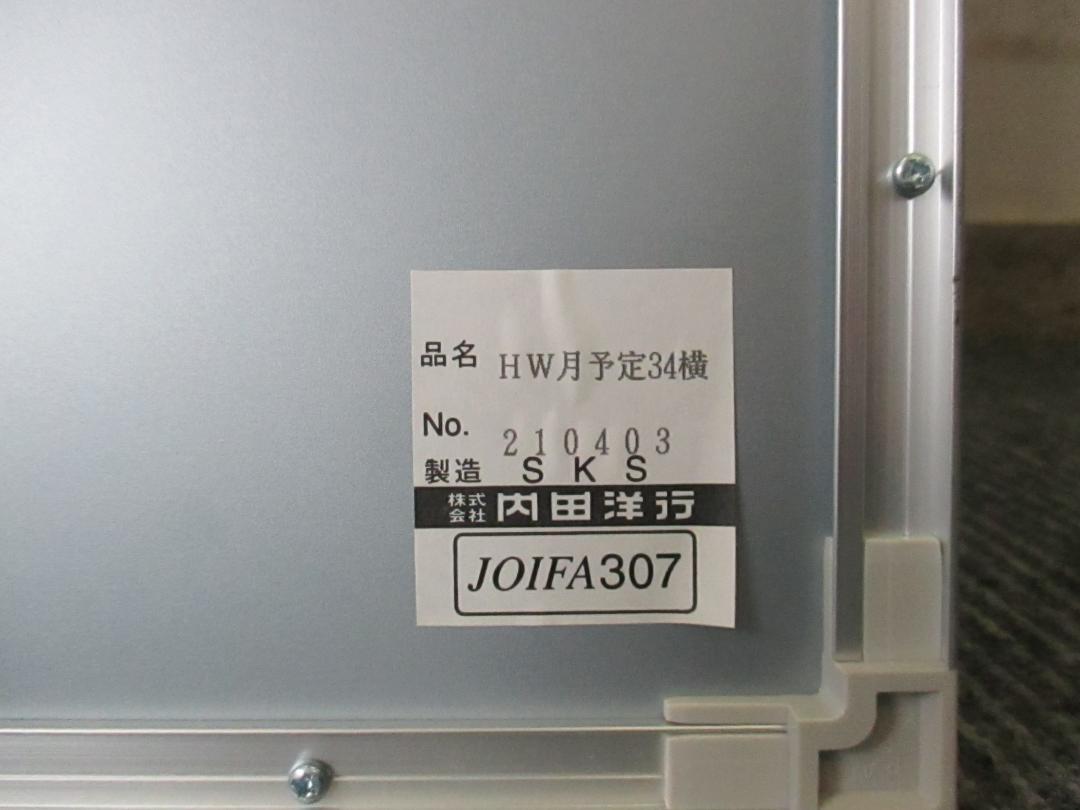 品名 HW月予定34横
No. 210403
製造 SKS
株式会社 内田洋行
JOIFA307